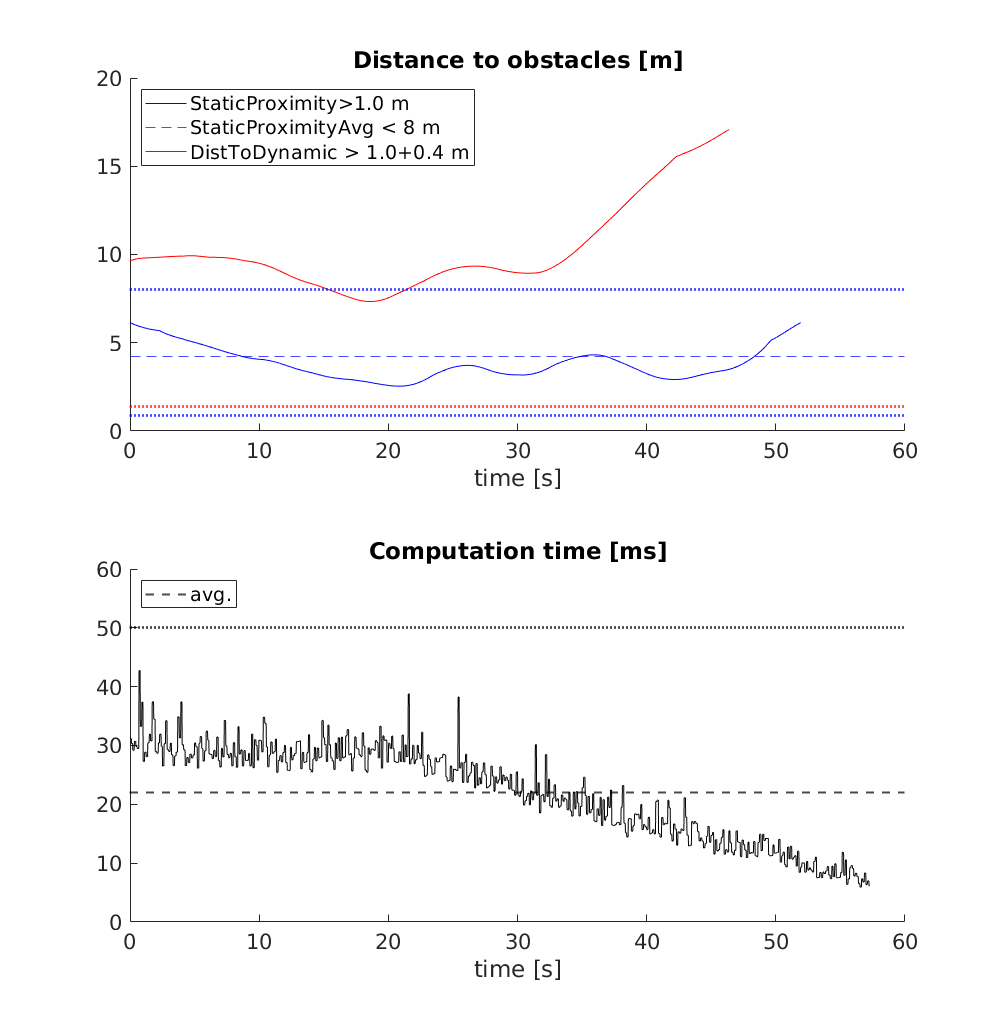 Distance to obstacles [m]
20
StaticProximity>1.0 m
StaticProximityAvg < 8 m
DistToDynamic > 1.0+0.4 m
15
10
5
0
0 10 20 30 40 50 60
time [s]
Computation time [ms]
60
avg.
50
40
30
20
10
0
0 10 20 30 40 50 60
time [s]